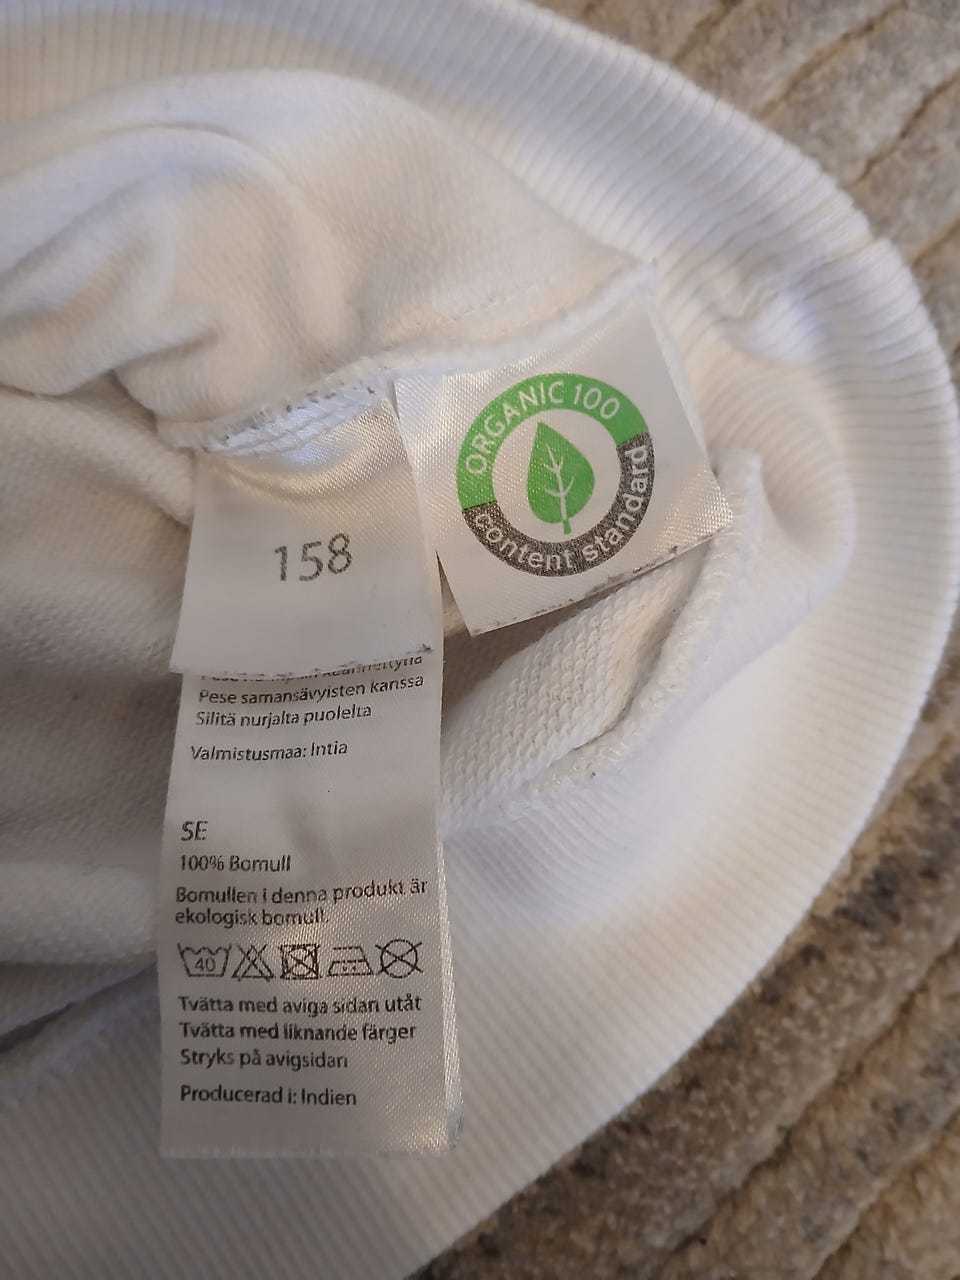 ORGANIC 100
content standard
158
Pese samansävyisten kanssa
Silitä nurjalta puolelta
Valmistusmaa: Intia
SE
100% Bomull
Bomullen i denna produkt är
ekologisk bomull.
40
Tvätta med aviga sidan utåt
Tvätta med liknande färger
Stryks på avigsidan
Producerad i: Indien